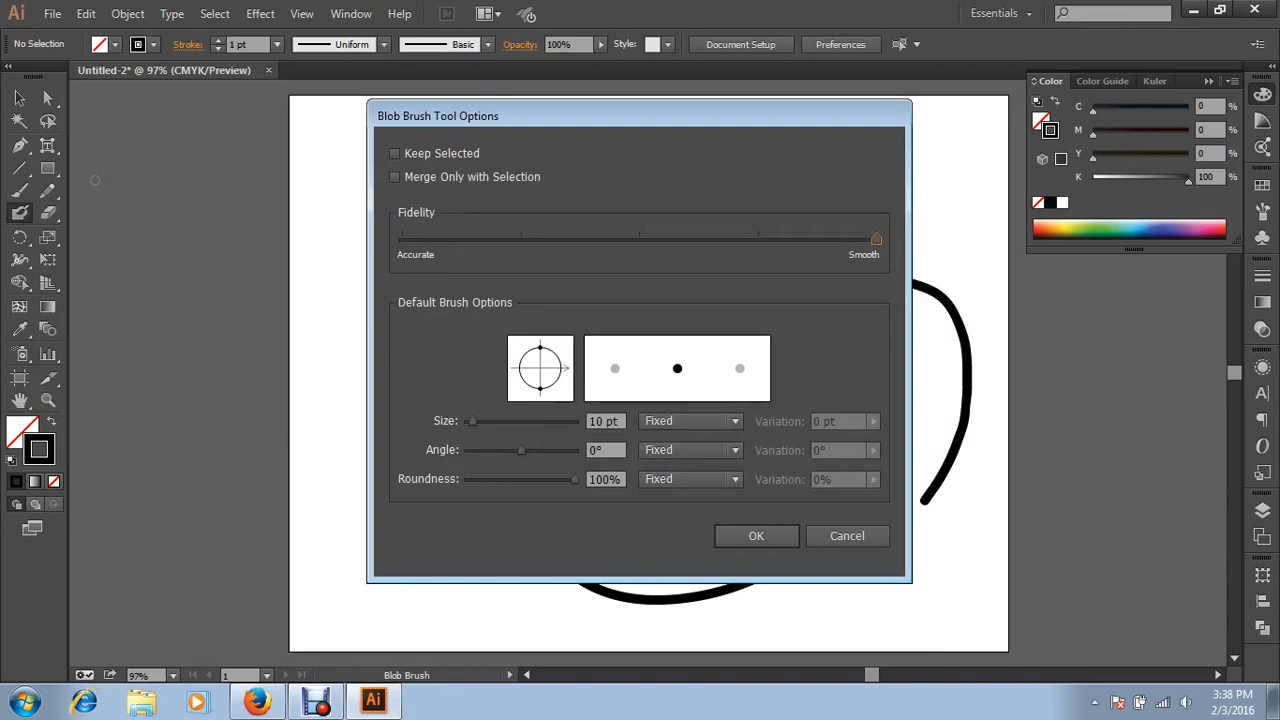 Ai File Edit Object Type Select Effect View Window Help Br Essentials
No Selection Stroke: 1 pt Uniform Basic Opacity: 100% Style: Document Setup Preferences
Untitled-2* @ 97% (CMYK/Preview)
Color Color Guide Kuler
C 0 %
M 0 %
Y 0 %
K 100 %
Blob Brush Tool Options
Keep Selected
Merge Only with Selection
Fidelity
Accurate Smooth
Default Brush Options
Size: 10 pt Fixed Variation: 0 pt
Angle: 0° Fixed Variation: 0°
Roundness: 100% Fixed Variation: 0%
OK Cancel
97% 1 Blob Brush
Ai 3:38 PM
2/3/2016